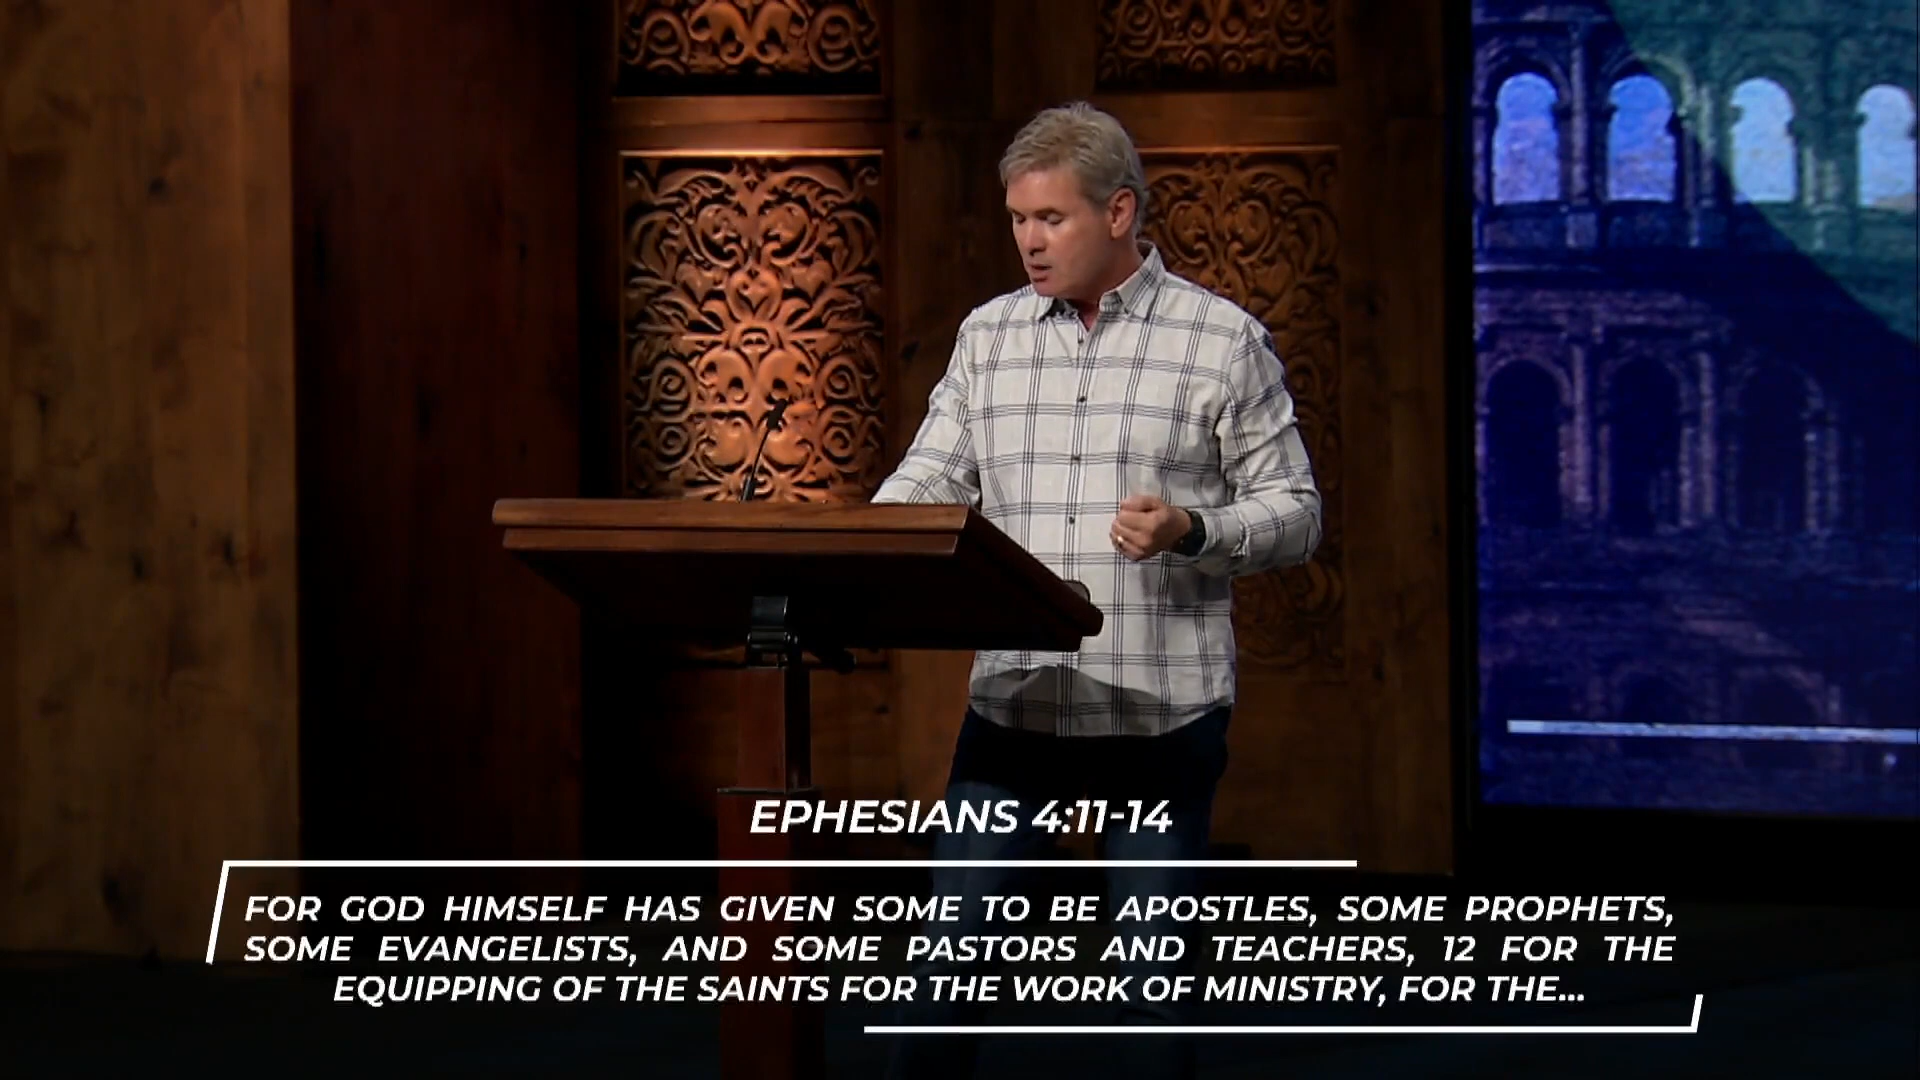 EPHESIANS 4:11-14
FOR GOD HIMSELF HAS GIVEN SOME TO BE APOSTLES, SOME PROPHETS,
SOME EVANGELISTS, AND SOME PASTORS AND TEACHERS, 12 FOR THE
EQUIPPING OF THE SAINTS FOR THE WORK OF MINISTRY, FOR THE...